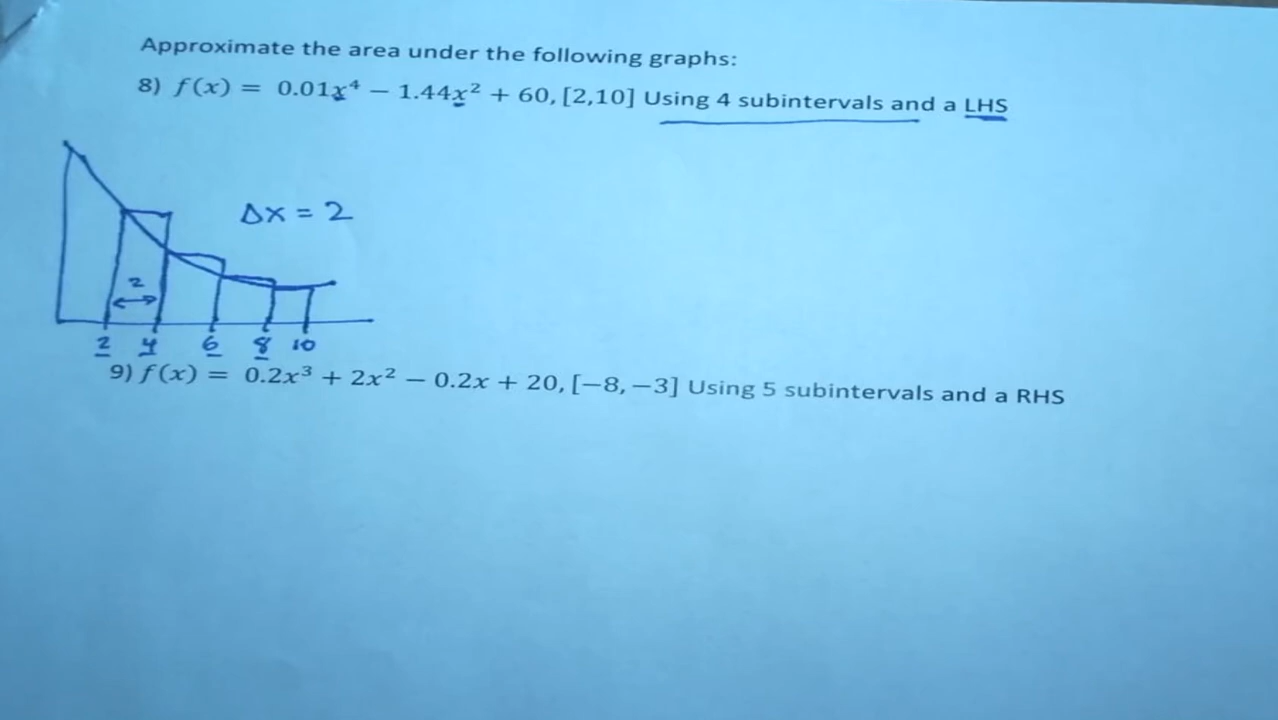 Approximate the area under the following graphs:
8) f(x) = 0.01x⁴ − 1.44x² + 60, [2,10] Using 4 subintervals and a LHS
Δx = 2
2
2 4 6 8 10
9) f(x) = 0.2x³ + 2x² − 0.2x + 20, [−8, −3] Using 5 subintervals and a RHS